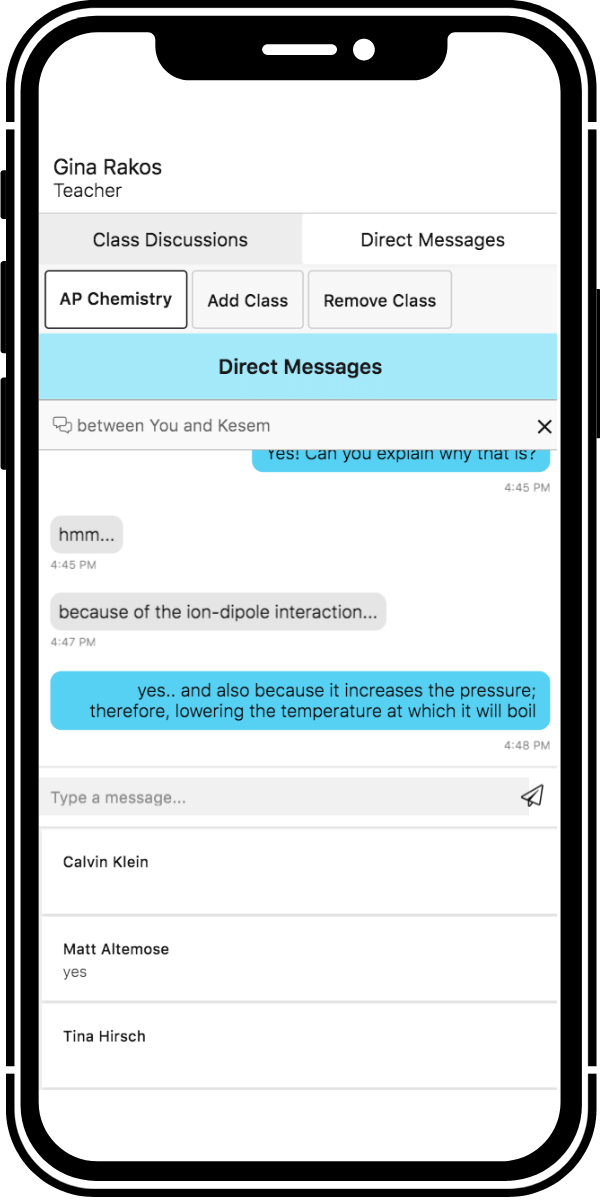 Gina Rakos
Teacher
Class Discussions
Direct Messages
AP Chemistry
Add Class
Remove Class
Direct Messages
between You and Kesem
Yes! Can you explain why that is?
4:45 PM
hmm...
4:45 PM
because of the ion-dipole interaction...
4:47 PM
yes.. and also because it increases the pressure;
therefore, lowering the temperature at which it will boil
4:48 PM
Type a message...
Calvin Klein
Matt Altemose
yes
Tina Hirsch